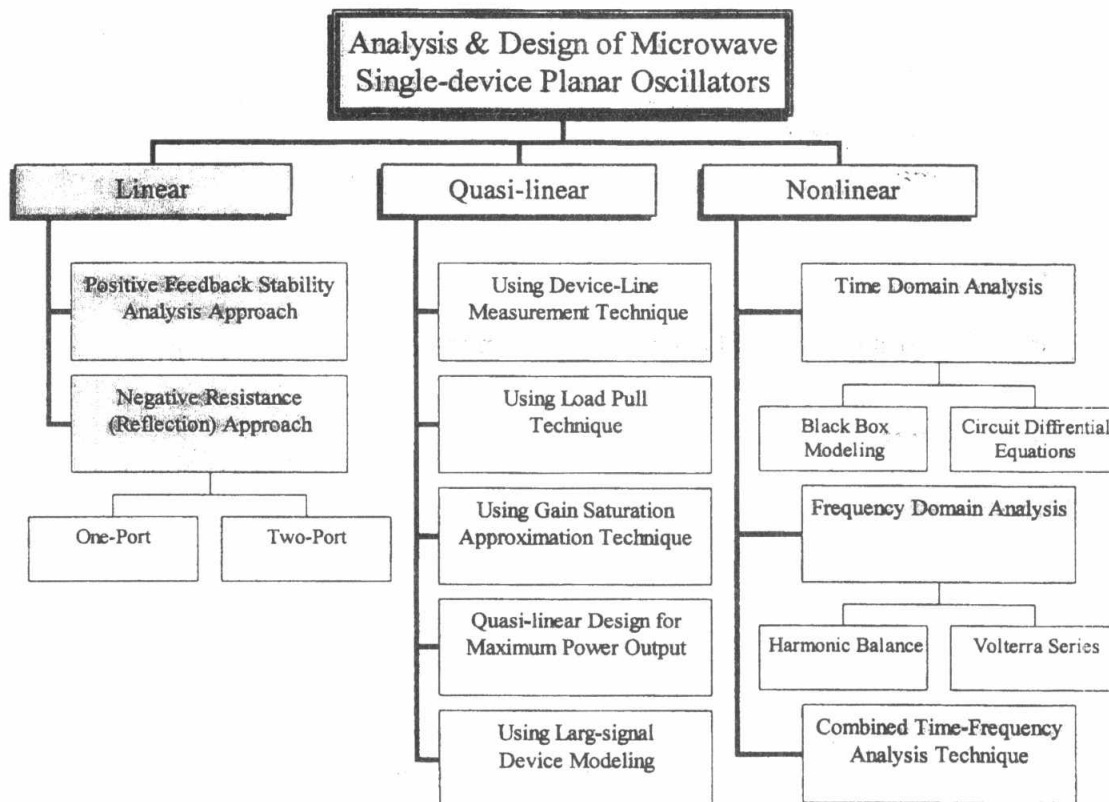 Analysis & Design of Microwave
Single-device Planar Oscillators
Linear
Quasi-linear
Nonlinear
Positive Feedback Stability
Analysis Approach
Negative Resistance
(Reflection) Approach
One-Port
Two-Port
Using Device-Line
Measurement Technique
Using Load Pull
Technique
Using Gain Saturation
Approximation Technique
Quasi-linear Design for
Maximum Power Output
Using Larg-signal
Device Modeling
Time Domain Analysis
Black Box
Modeling
Circuit Diffrential
Equations
Frequency Domain Analysis
Harmonic Balance
Volterra Series
Combined Time-Frequency
Analysis Technique